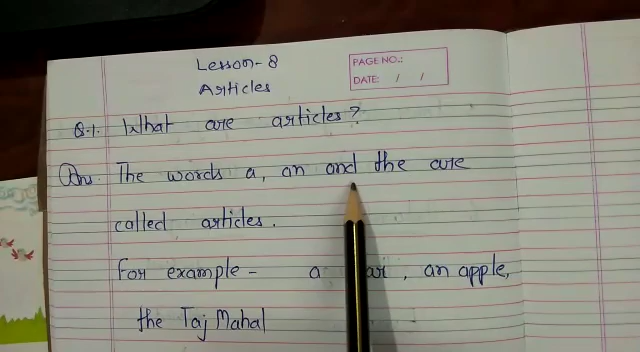 Lesson-8
PAGE NO.:
DATE: / /
Articles
Q.1. What are articles?
Ans. The words a, an and the are
called articles.
For example - a , an apple,
the Taj Mahal